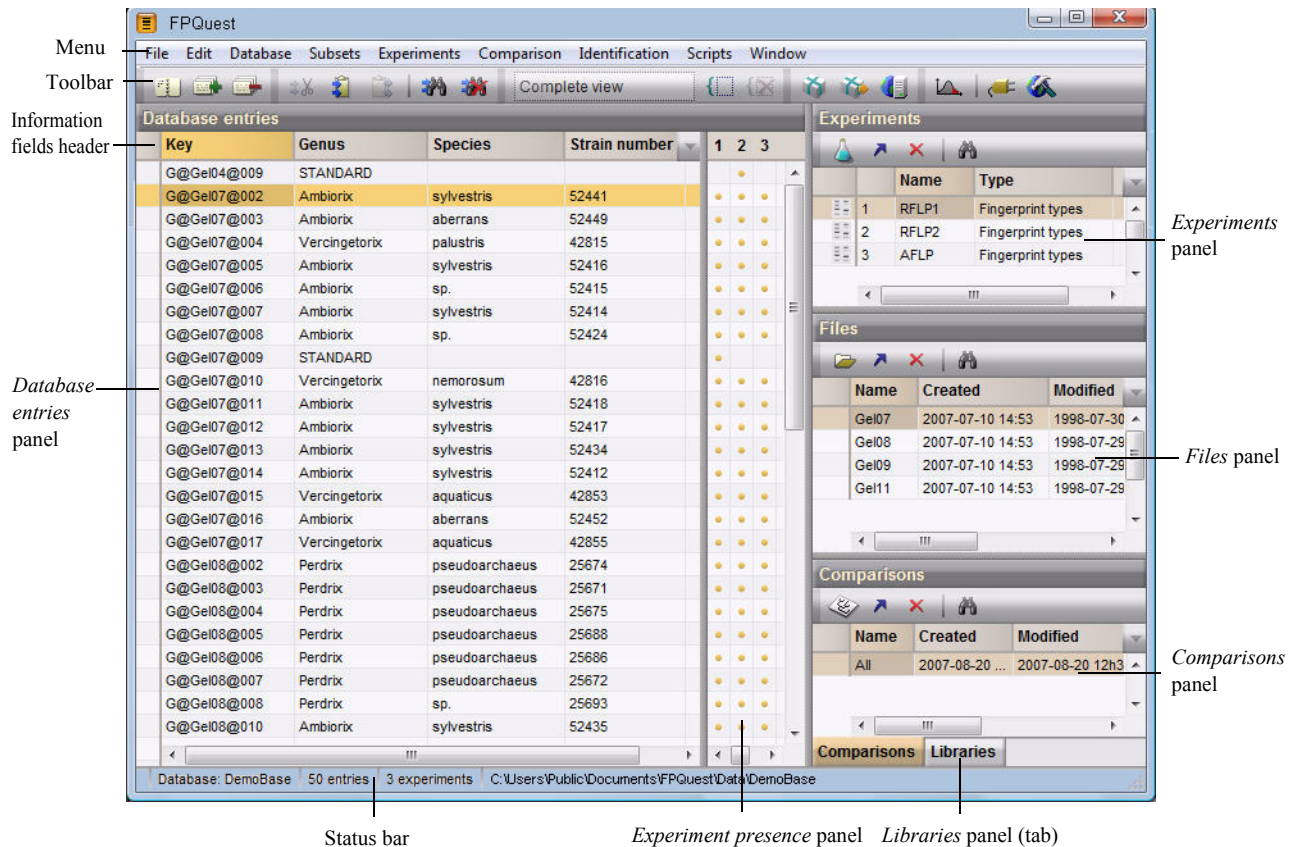 FPQuest
Menu
File Edit Database Subsets Experiments Comparison Identification Scripts Window
Toolbar
Complete view
Information
fields header
Database entries
Key Genus Species Strain number 1 2 3
G@Gel04@009 STANDARD
G@Gel07@002 Ambiorix sylvestris 52441
G@Gel07@003 Ambiorix aberrans 52449
G@Gel07@004 Vercingetorix palustris 42815
G@Gel07@005 Ambiorix sylvestris 52416
G@Gel07@006 Ambiorix sp. 52415
G@Gel07@007 Ambiorix sylvestris 52414
G@Gel07@008 Ambiorix sp. 52424
G@Gel07@009 STANDARD
G@Gel07@010 Vercingetorix nemorosum 42816
G@Gel07@011 Ambiorix sylvestris 52418
G@Gel07@012 Ambiorix sylvestris 52417
G@Gel07@013 Ambiorix sylvestris 52434
G@Gel07@014 Ambiorix sylvestris 52412
G@Gel07@015 Vercingetorix aquaticus 42853
G@Gel07@016 Ambiorix aberrans 52452
G@Gel07@017 Vercingetorix aquaticus 42855
G@Gel08@002 Perdrix pseudoarchaeus 25674
G@Gel08@003 Perdrix pseudoarchaeus 25671
G@Gel08@004 Perdrix pseudoarchaeus 25675
G@Gel08@005 Perdrix pseudoarchaeus 25688
G@Gel08@006 Perdrix pseudoarchaeus 25686
G@Gel08@007 Perdrix pseudoarchaeus 25672
G@Gel08@008 Perdrix sp. 25693
G@Gel08@010 Ambiorix sylvestris 52435
Database
entries
panel
Experiments
Name Type
1 RFLP1 Fingerprint types
2 RFLP2 Fingerprint types
3 AFLP Fingerprint types
Experiments
panel
Files
Name Created Modified
Gel07 2007-07-10 14:53 1998-07-30
Gel08 2007-07-10 14:53 1998-07-29
Gel09 2007-07-10 14:53 1998-07-29
Gel11 2007-07-10 14:53 1998-07-29
Files panel
Comparisons
Name Created Modified
All 2007-08-20 ... 2007-08-20 12h3
Comparisons
panel
Comparisons Libraries
Database: DemoBase 50 entries 3 experiments C:\Users\Public\Documents\FPQuest\Data\DemoBase
Status bar
Experiment presence panel
Libraries panel (tab)